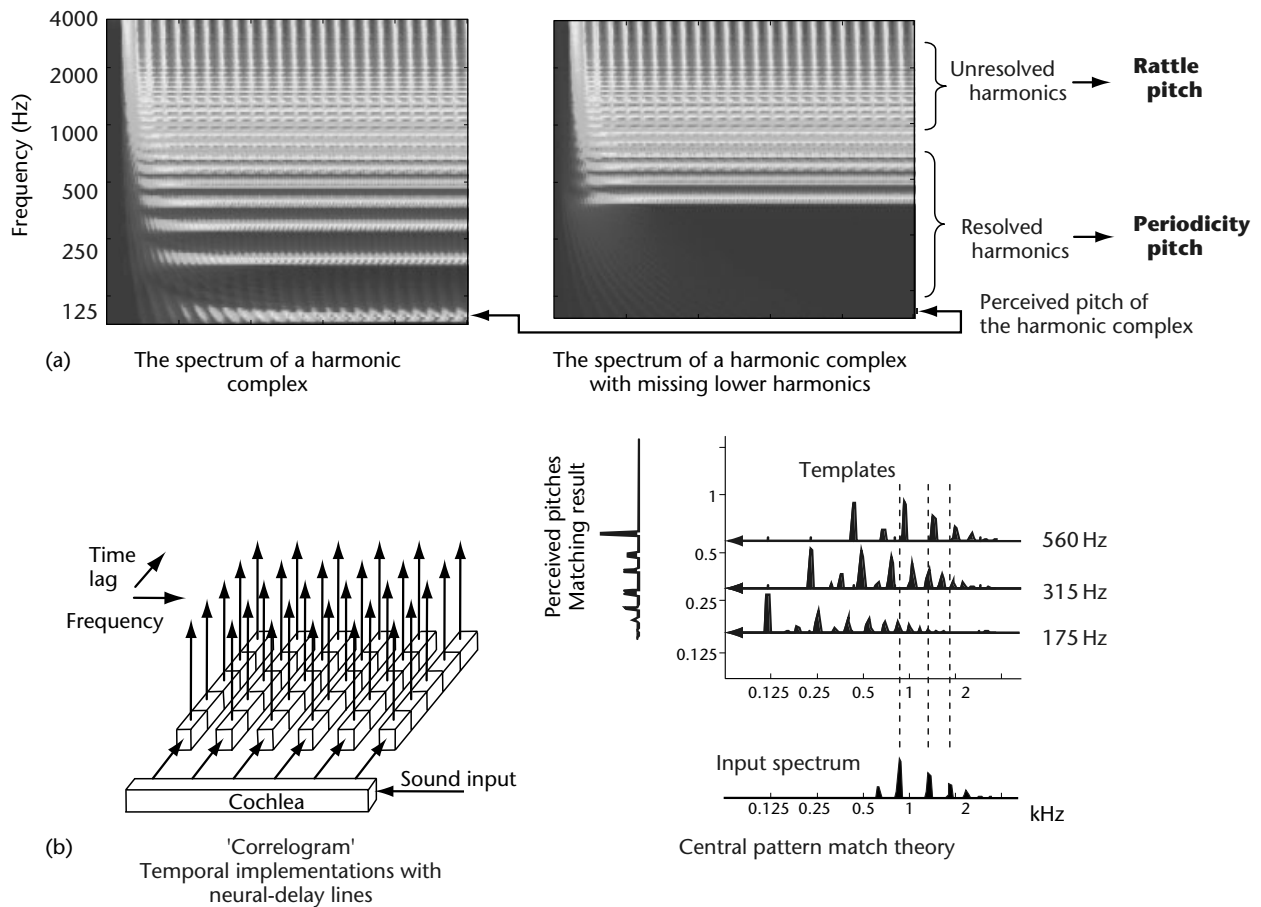 Frequency (Hz)
4000
2000
1000
500
250
125
Unresolved
harmonics
Rattle
pitch
Resolved
harmonics
Periodicity
pitch
Perceived pitch of
the harmonic complex
(a)
The spectrum of a harmonic
complex
The spectrum of a harmonic complex
with missing lower harmonics
Time
lag
Frequency
Cochlea
Sound input
(b)
'Correlogram'
Temporal implementations with
neural-delay lines
Perceived pitches
Matching result
Templates
1
0.5
0.25
0.125
560 Hz
315 Hz
175 Hz
0.125 0.25 0.5 1 2
Input spectrum
0.125 0.25 0.5 1 2
kHz
Central pattern match theory